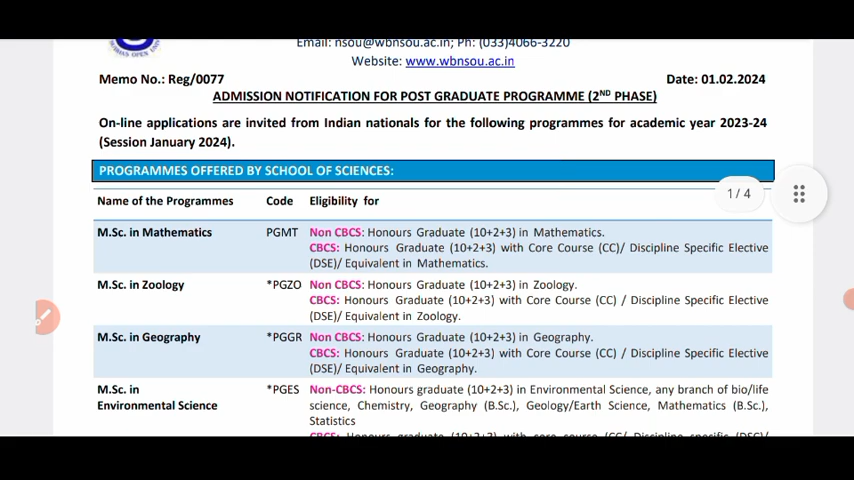 Email: nsou@wbnsou.ac.in; Ph: (033)4066-3220
Website: www.wbnsou.ac.in
Memo No.: Reg/0077 Date: 01.02.2024
ADMISSION NOTIFICATION FOR POST GRADUATE PROGRAMME (2ND PHASE)
On-line applications are invited from Indian nationals for the following programmes for academic year 2023-24
(Session January 2024).
PROGRAMMES OFFERED BY SCHOOL OF SCIENCES:
1 / 4
Name of the Programmes Code Eligibility for
M.Sc. in Mathematics PGMT Non CBCS: Honours Graduate (10+2+3) in Mathematics.
CBCS: Honours Graduate (10+2+3) with Core Course (CC)/ Discipline Specific Elective
(DSE)/ Equivalent in Mathematics.
M.Sc. in Zoology *PGZO Non CBCS: Honours Graduate (10+2+3) in Zoology.
CBCS: Honours Graduate (10+2+3) with Core Course (CC) / Discipline Specific Elective
(DSE)/ Equivalent in Zoology.
M.Sc. in Geography *PGGR Non CBCS: Honours Graduate (10+2+3) in Geography.
CBCS: Honours Graduate (10+2+3) with Core Course (CC) / Discipline Specific Elective
(DSE)/ Equivalent in Geography.
M.Sc. in *PGES Non-CBCS: Honours graduate (10+2+3) in Environmental Science, any branch of bio/life
Environmental Science science, Chemistry, Geography (B.Sc.), Geology/Earth Science, Mathematics (B.Sc.),
Statistics